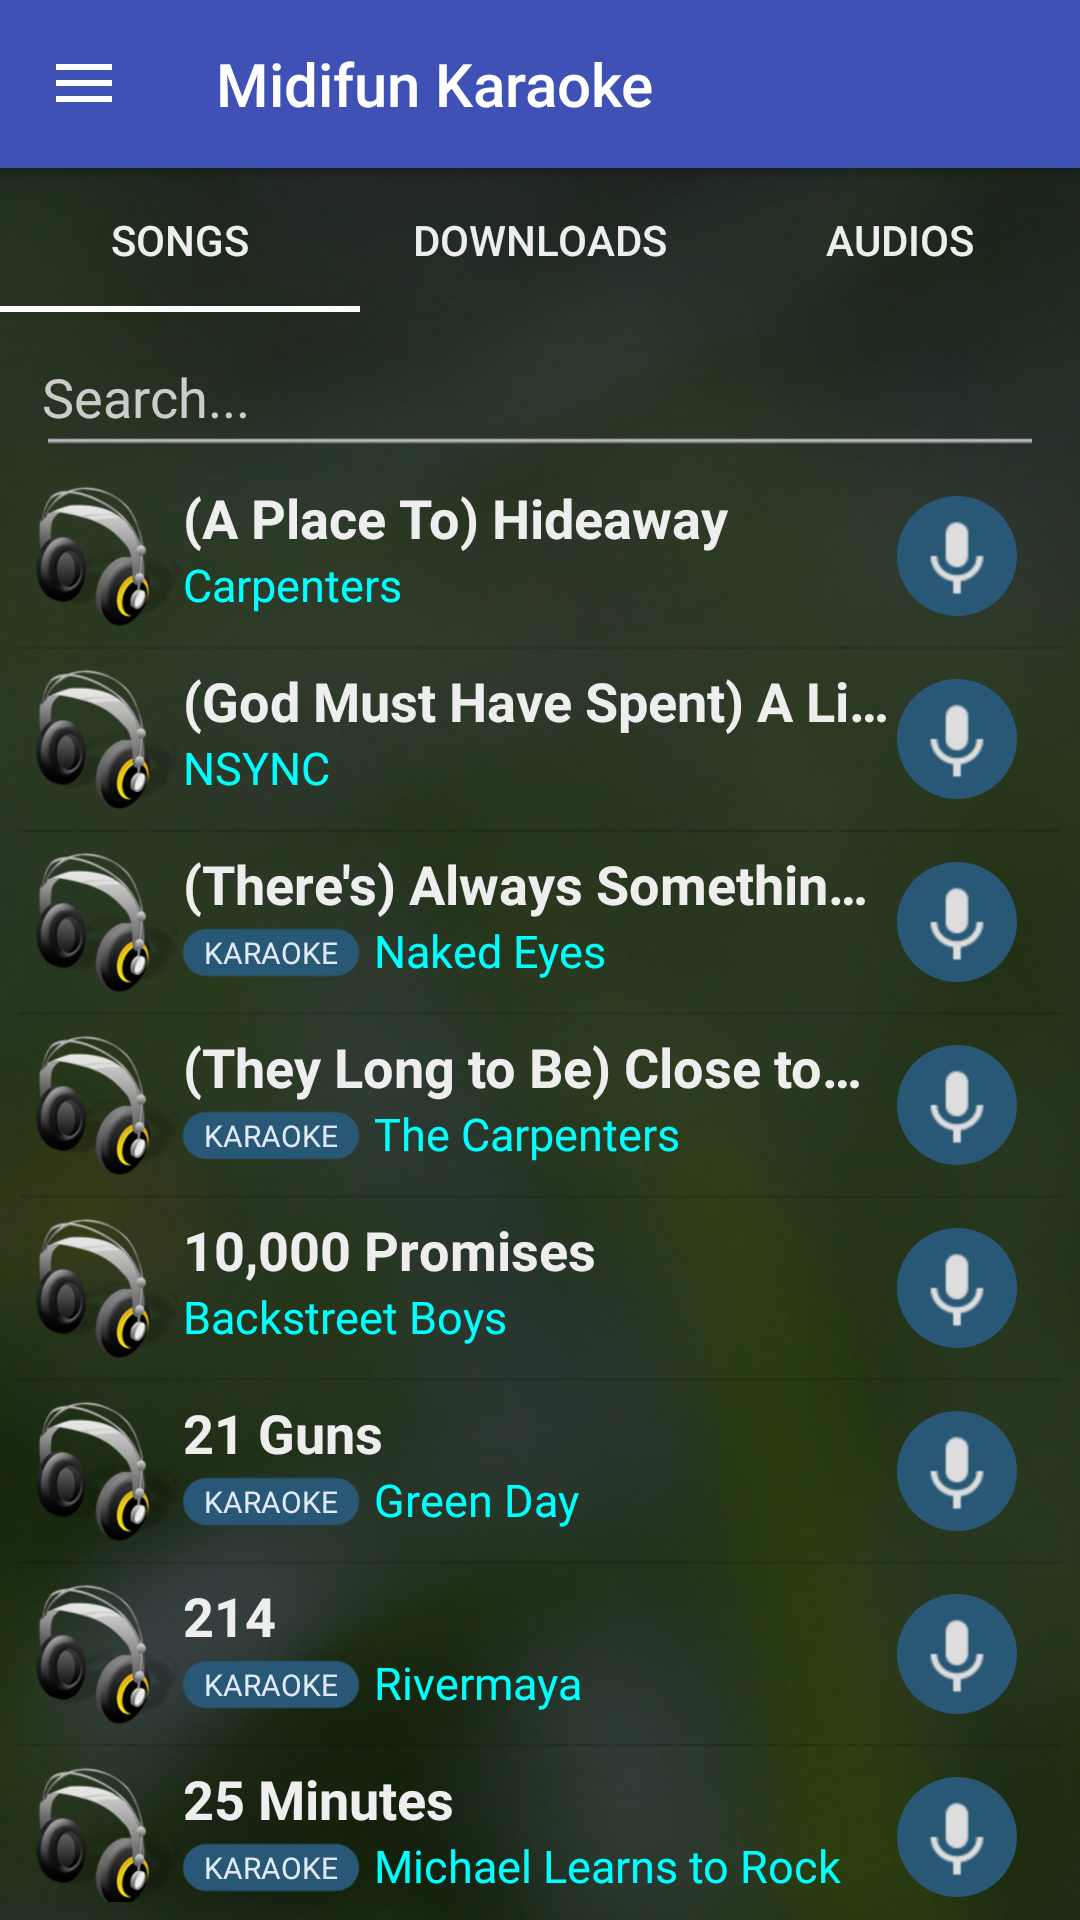 Midifun Karaoke
SONGS DOWNLOADS AUDIOS
Search...
(A Place To) Hideaway
Carpenters
(God Must Have Spent) A Li...
NSYNC
(There's) Always Somethin...
KARAOKE Naked Eyes
(They Long to Be) Close to...
KARAOKE The Carpenters
10,000 Promises
Backstreet Boys
21 Guns
KARAOKE Green Day
214
KARAOKE Rivermaya
25 Minutes
KARAOKE Michael Learns to Rock